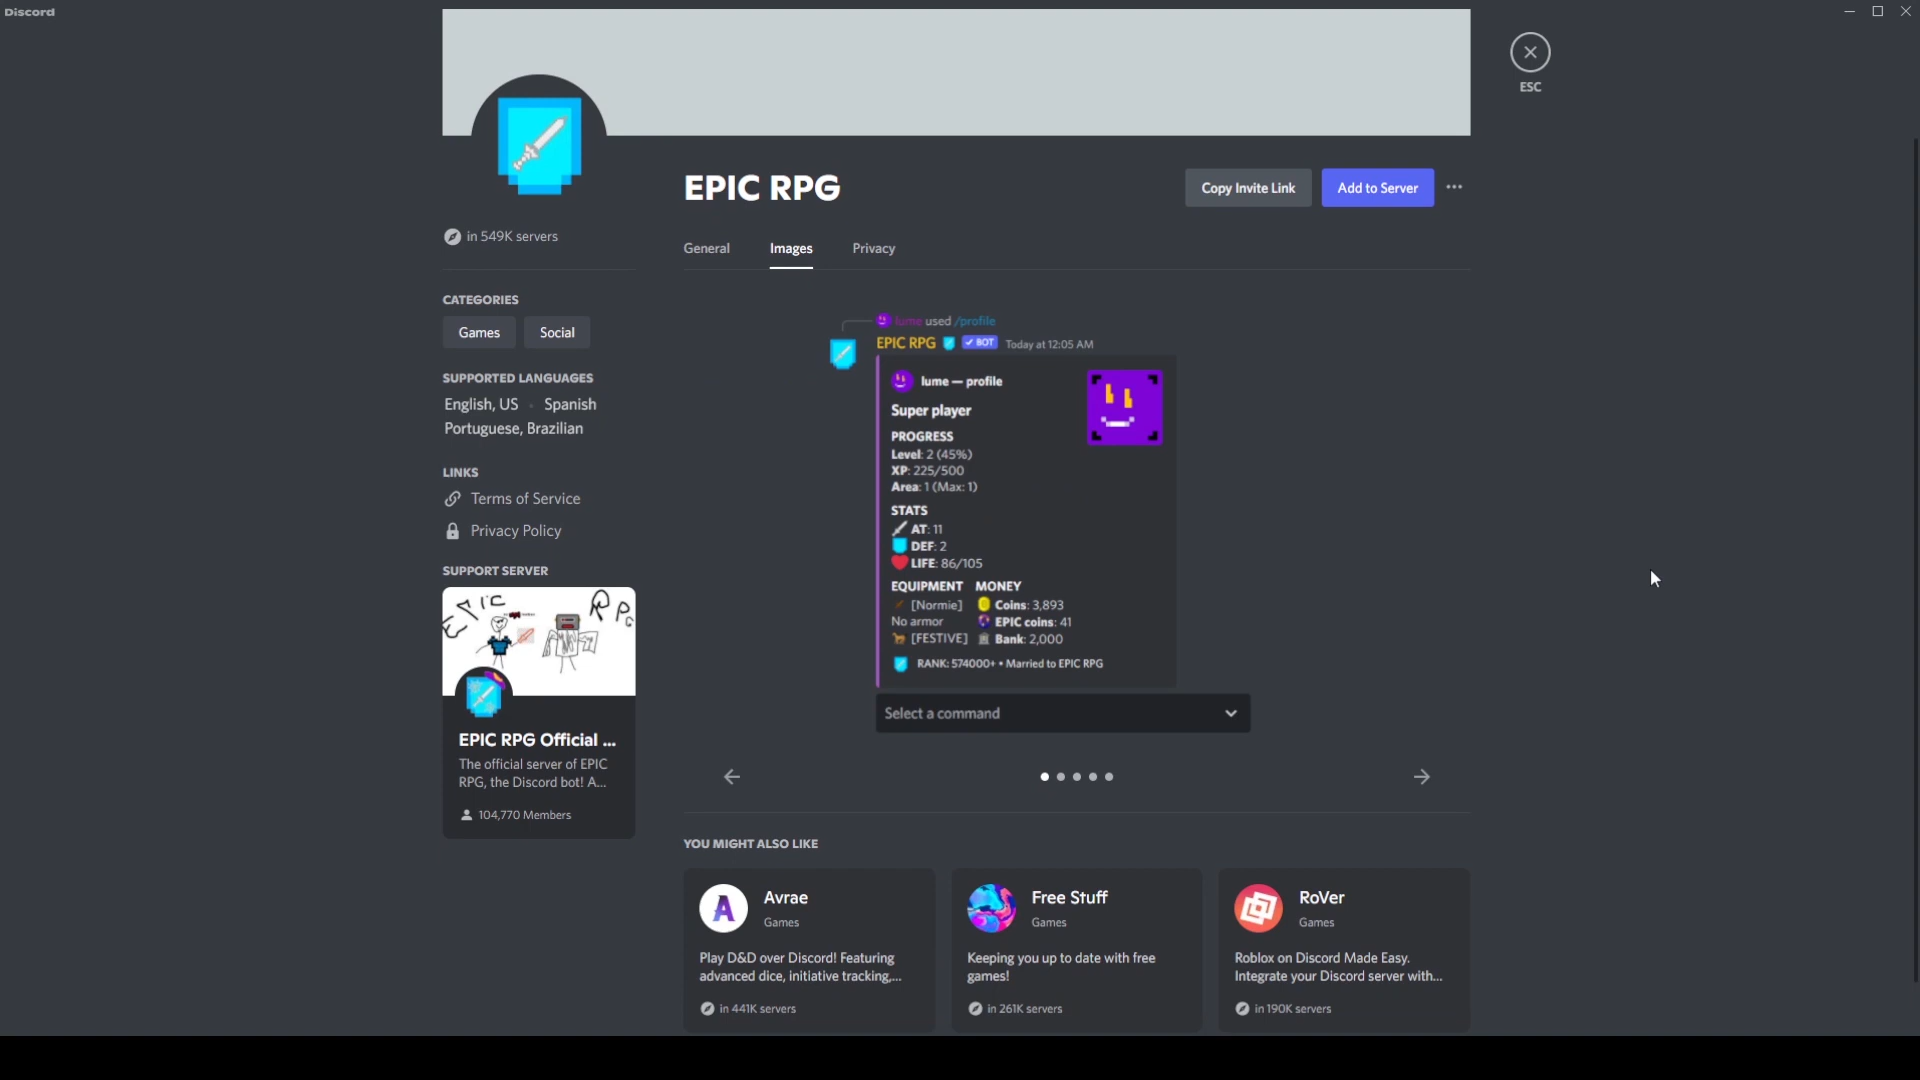 Discord
ESC
EPIC RPG
Copy Invite Link
Add to Server
in 549K servers
General
Images
Privacy
CATEGORIES
Games
Social
SUPPORTED LANGUAGES
English, US
Spanish
Portuguese, Brazilian
LINKS
Terms of Service
Privacy Policy
SUPPORT SERVER
EPIC RPG
EPIC RPG Official ...
The official server of EPIC
RPG, the Discord bot! A...
104,770 Members
lume used /profile
EPIC RPG BOT Today at 12:05 AM
lume — profile
Super player
PROGRESS
Level: 2 (45%)
XP: 225/500
Area: 1 (Max: 1)
STATS
AT: 11
DEF: 2
LIFE: 86/105
EQUIPMENT MONEY
[Normie] Coins: 3,893
No armor EPIC coins: 41
[FESTIVE] Bank: 2,000
RANK: 574000+ • Married to EPIC RPG
Select a command
YOU MIGHT ALSO LIKE
A
Avrae
Games
Play D&D over Discord! Featuring
advanced dice, initiative tracking,...
in 441K servers
Free Stuff
Games
Keeping you up to date with free
games!
in 261K servers
RoVer
Games
Roblox on Discord Made Easy.
Integrate your Discord server with...
in 190K servers